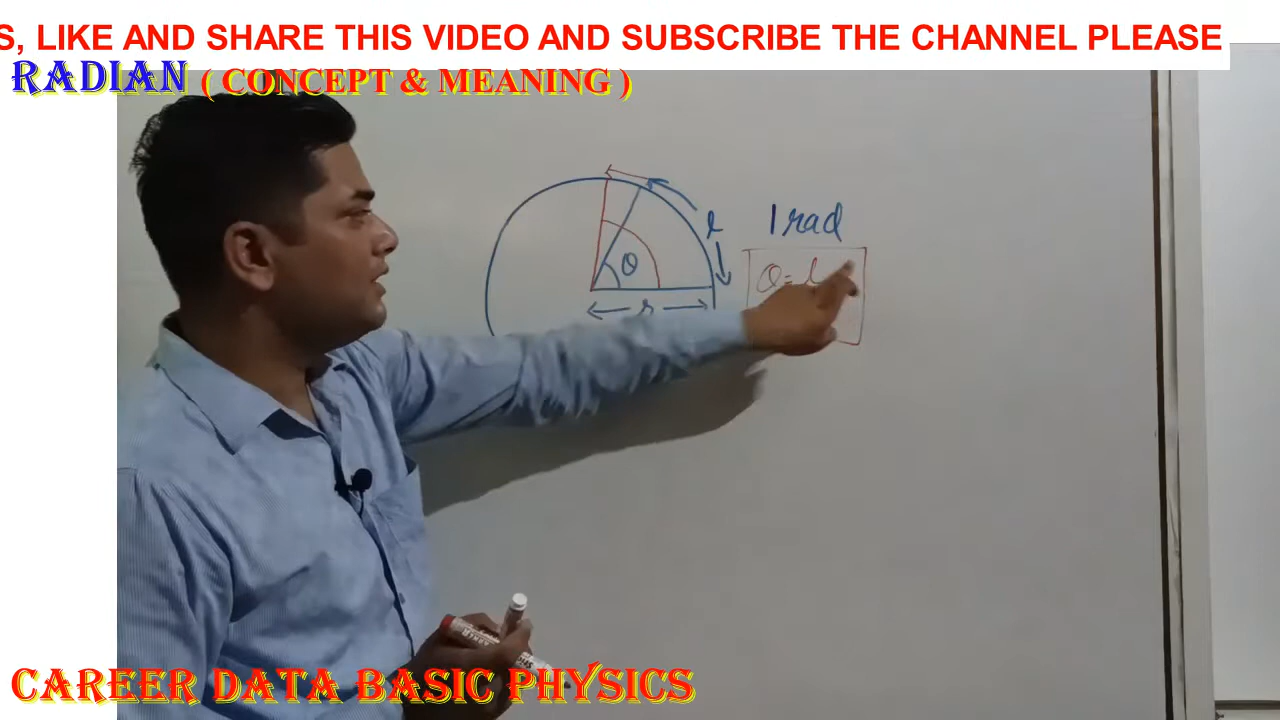 S, LIKE AND SHARE THIS VIDEO AND SUBSCRIBE THE CHANNEL PLEASE
RADIAN ( CONCEPT & MEANING )
l
1 rad
θ
θ = l
r
CAREER DATA BASIC PHYSICS